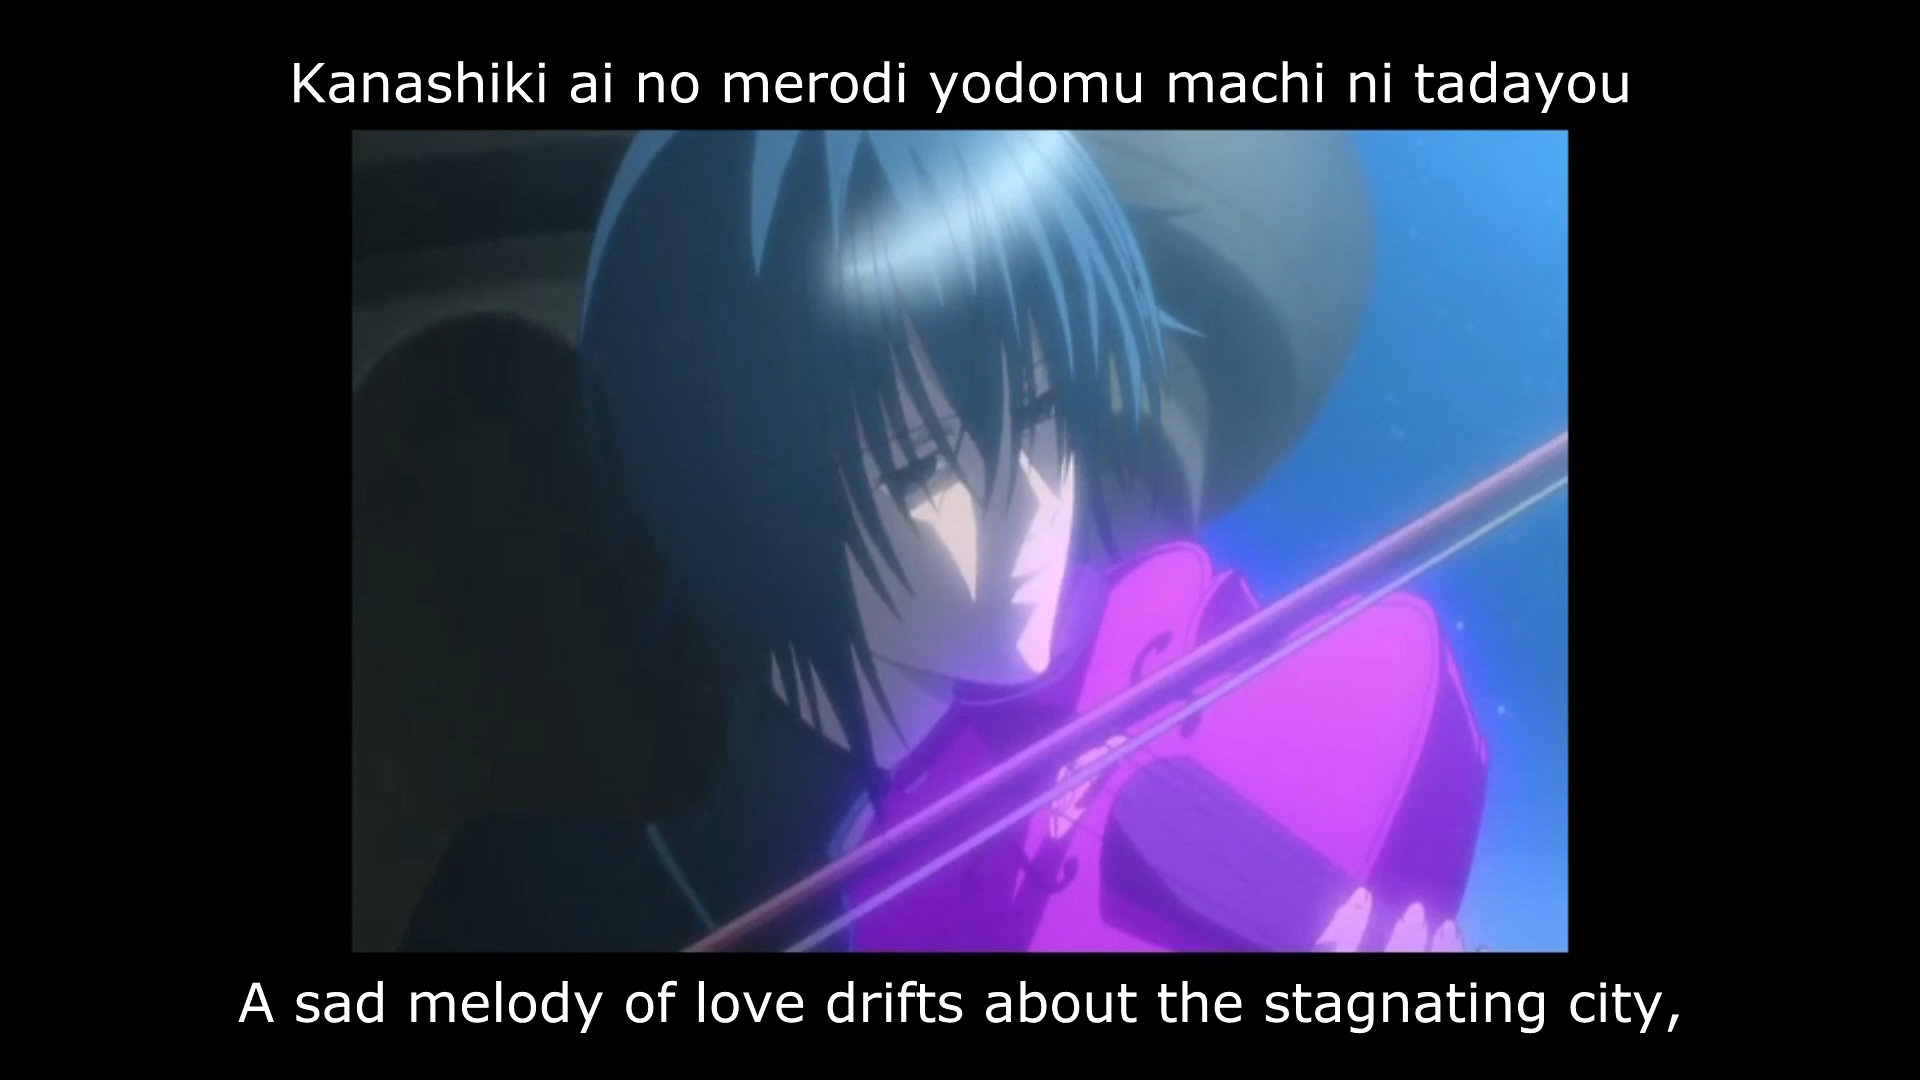 Kanashiki ai no merodi yodomu machi ni tadayou
A sad melody of love drifts about the stagnating city,